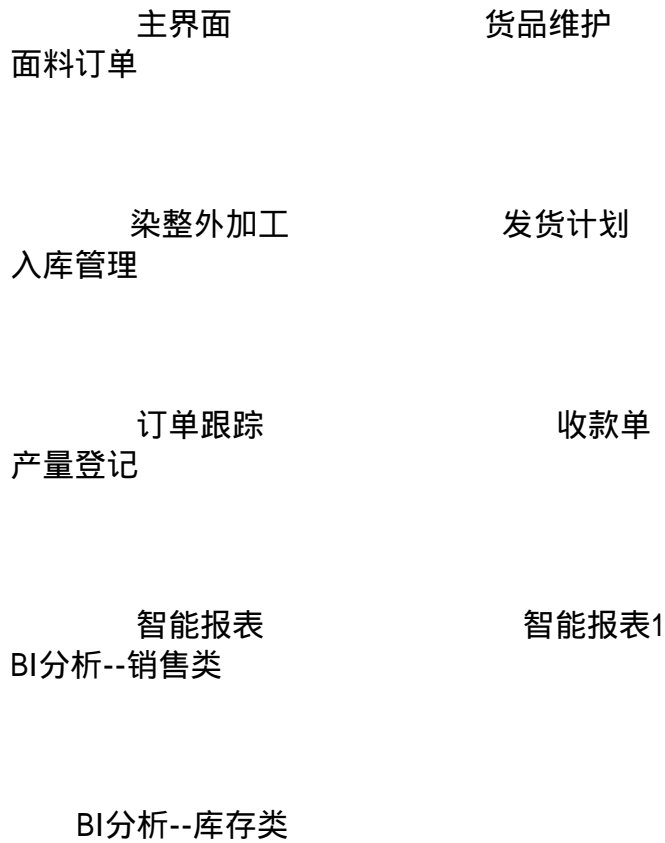 主界面 货品维护
面料订单
染整外加工 发货计划
入库管理
订单跟踪 收款单
产量登记
智能报表 智能报表1
BI分析--销售类
BI分析--库存类